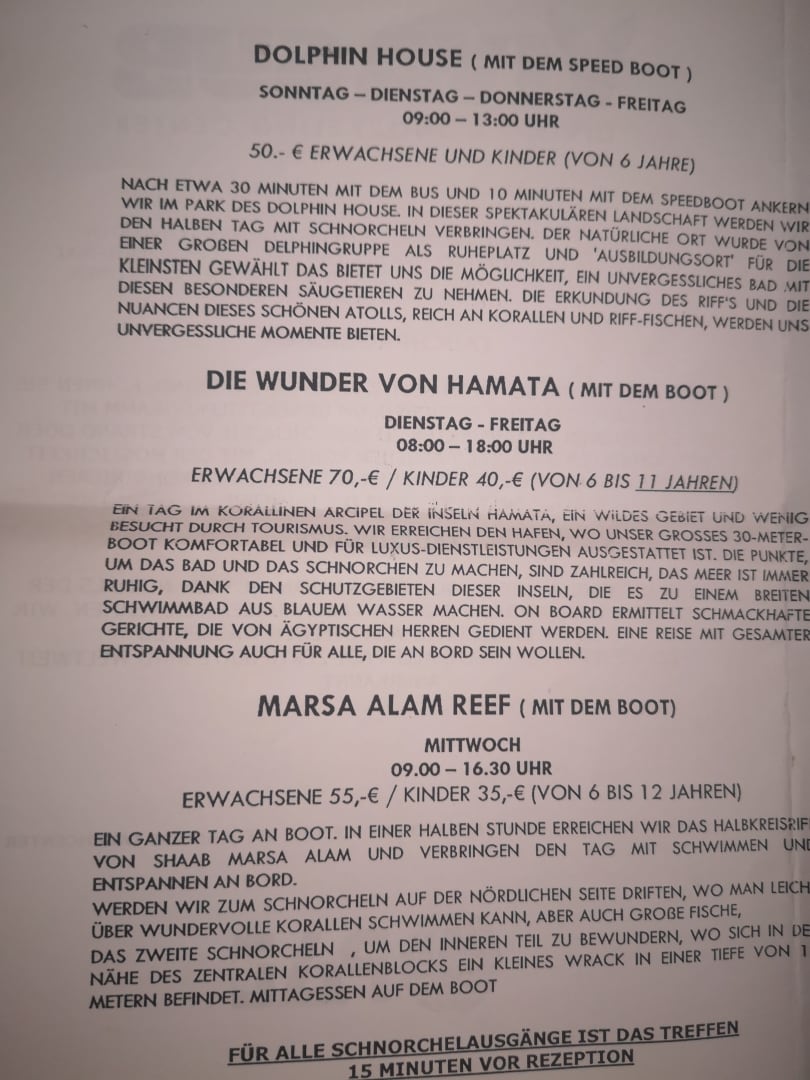 DOLPHIN HOUSE ( MIT DEM SPEED BOOT )
SONNTAG – DIENSTAG – DONNERSTAG - FREITAG
09:00 – 13:00 UHR
50.- € ERWACHSENE UND KINDER (VON 6 JAHRE)
NACH ETWA 30 MINUTEN MIT DEM BUS UND 10 MINUTEN MIT DEM SPEEDBOOT ANKERN
WIR IM PARK DES DOLPHIN HOUSE. IN DIESER SPEKTAKULÄREN LANDSCHAFT WERDEN WIR
DEN HALBEN TAG MIT SCHNORCHELN VERBRINGEN. DER NATÜRLICHE ORT WURDE VON
EINER GROßEN DELPHINGRUPPE ALS RUHEPLATZ UND 'AUSBILDUNGSORT' FÜR DIE
KLEINSTEN GEWÄHLT DAS BIETET UNS DIE MÖGLICHKEIT, EIN UNVERGESSLICHES BAD MIT
DIESEN BESONDEREN SÄUGETIEREN ZU NEHMEN. DIE ERKUNDUNG DES RIFF'S UND DIE
NUANCEN DIESES SCHÖNEN ATOLLS, REICH AN KORALLEN UND RIFF-FISCHEN, WERDEN UNS
UNVERGESSLICHE MOMENTE BIETEN.
DIE WUNDER VON HAMATA ( MIT DEM BOOT )
DIENSTAG - FREITAG
08:00 – 18:00 UHR
ERWACHSENE 70,-€ / KINDER 40,-€ (VON 6 BIS 11 JAHREN)
EIN TAG IM KORALLINEN ARCIPEL DER INSELN HAMATA, EIN WILDES GEBIET UND WENIG
BESUCHT DURCH TOURISMUS. WIR ERREICHEN DEN HAFEN, WO UNSER GROSSES 30-METER-
BOOT KOMFORTABEL UND FÜR LUXUS-DIENSTLEISTUNGEN AUSGESTATTET IST. DIE PUNKTE,
UM DAS BAD UND DAS SCHNORCHEN ZU MACHEN, SIND ZAHLREICH, DAS MEER IST IMMER
RUHIG, DANK DEN SCHUTZGEBIETEN DIESER INSELN, DIE ES ZU EINEM BREITEN
SCHWIMMBAD AUS BLAUEM WASSER MACHEN. ON BOARD ERMITTELT SCHMACKHAFTE
GERICHTE, DIE VON ÄGYPTISCHEN HERREN GEDIENT WERDEN. EINE REISE MIT GESAMTER
ENTSPANNUNG AUCH FÜR ALLE, DIE AN BORD SEIN WOLLEN.
MARSA ALAM REEF ( MIT DEM BOOT)
MITTWOCH
09.00 – 16.30 UHR
ERWACHSENE 55,-€ / KINDER 35,-€ (VON 6 BIS 12 JAHREN)
EIN GANZER TAG AN BOOT. IN EINER HALBEN STUNDE ERREICHEN WIR DAS HALBKREISRIF
VON SHAAB MARSA ALAM UND VERBRINGEN DEN TAG MIT SCHWIMMEN UND
ENTSPANNEN AN BORD.
WERDEN WIR ZUM SCHNORCHELN AUF DER NÖRDLICHEN SEITE DRIFTEN, WO MAN LEICH
ÜBER WUNDERVOLLE KORALLEN SCHWIMMEN KANN, ABER AUCH GROßE FISCHE,
DAS ZWEITE SCHNORCHELN , UM DEN INNEREN TEIL ZU BEWUNDERN, WO SICH IN DE
NÄHE DES ZENTRALEN KORALLENBLOCKS EIN KLEINES WRACK IN EINER TIEFE VON 1
METERN BEFINDET. MITTAGESSEN AUF DEM BOOT
FÜR ALLE SCHNORCHELAUSGÄNGE IST DAS TREFFEN
15 MINUTEN VOR REZEPTION